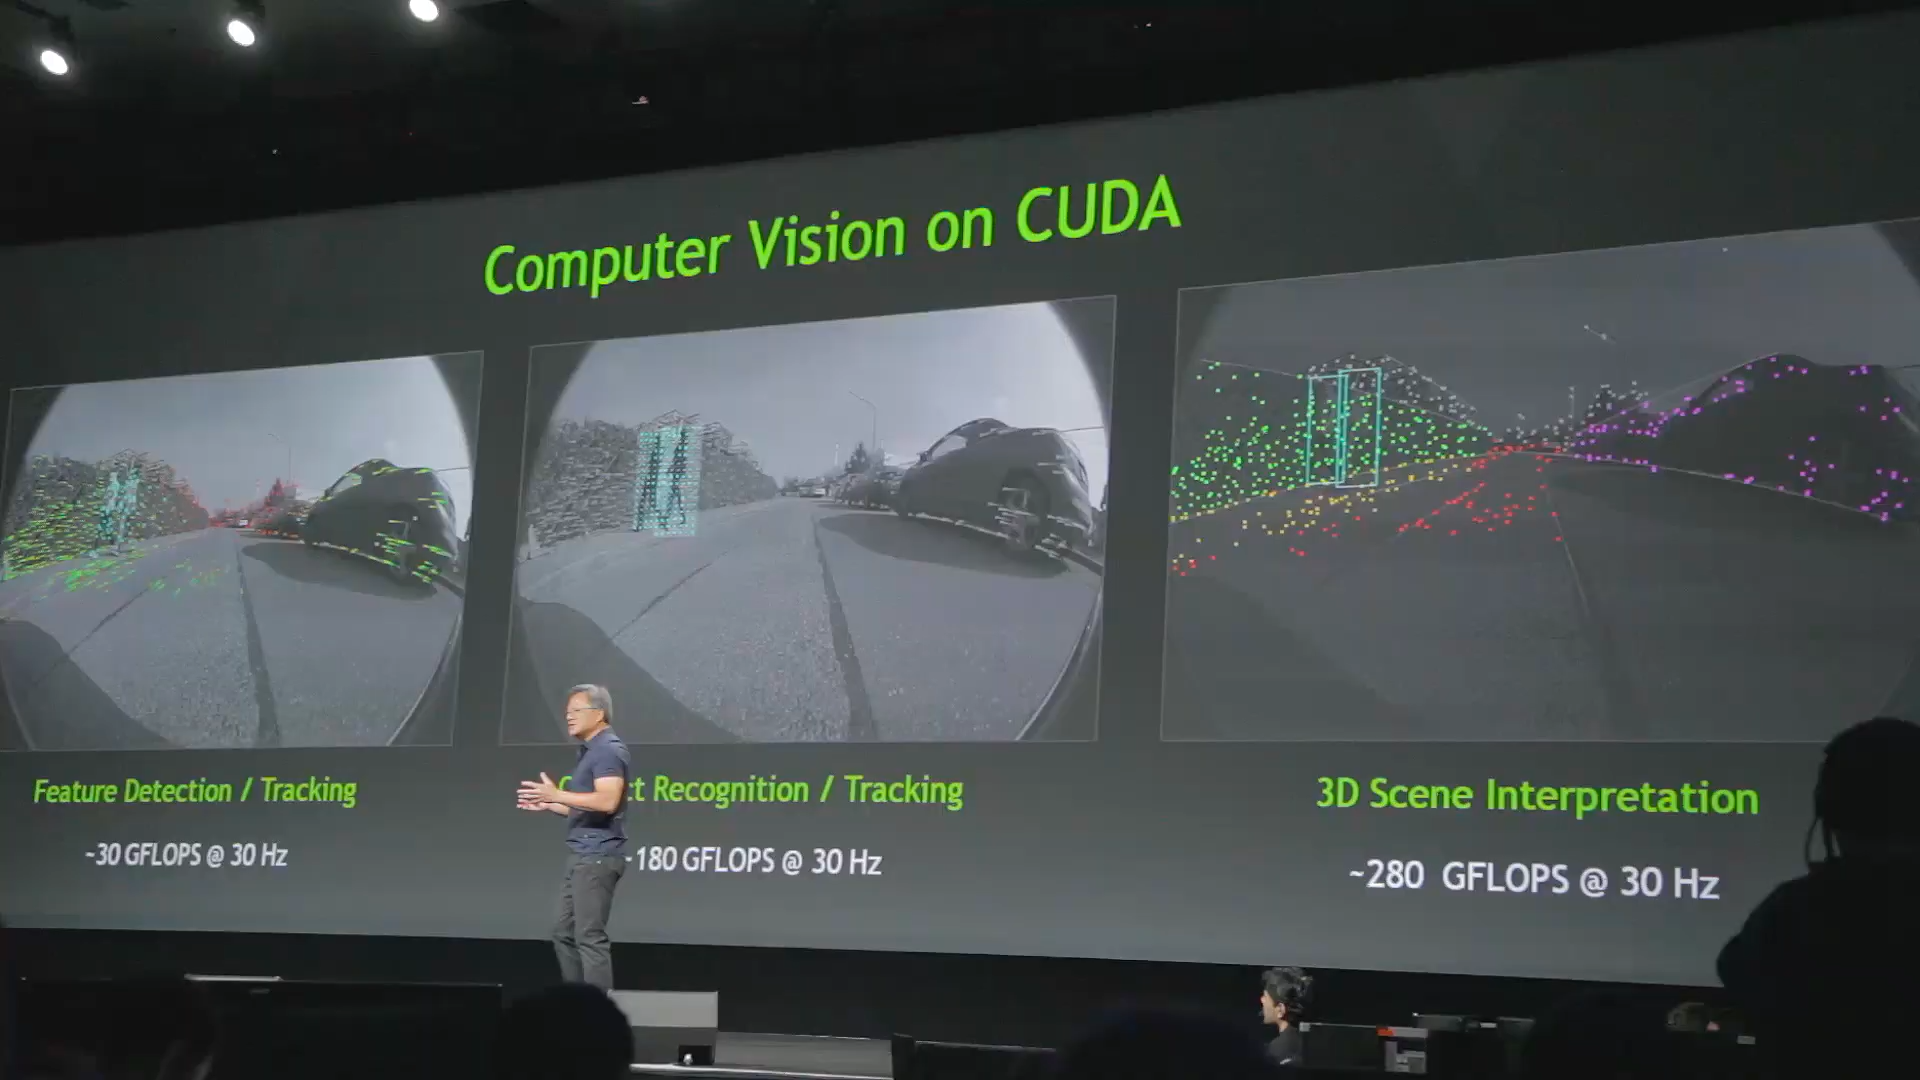 Computer Vision on CUDA
Feature Detection / Tracking
~30 GFLOPS @ 30 Hz
Recognition / Tracking
~180 GFLOPS @ 30 Hz
3D Scene Interpretation
~280 GFLOPS @ 30 Hz